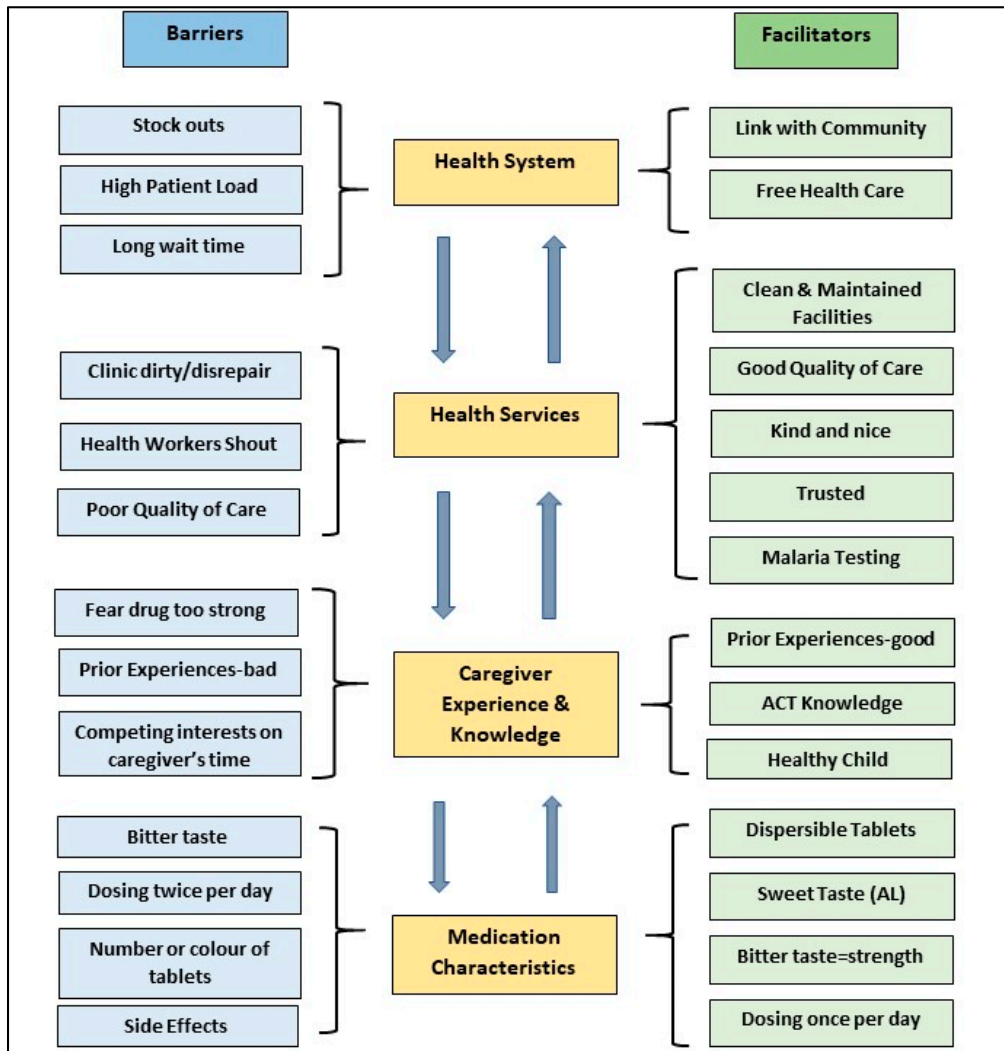 Barriers
Facilitators
Stock outs
High Patient Load
Long wait time
Health System
Link with Community
Free Health Care
Clinic dirty/disrepair
Health Workers Shout
Poor Quality of Care
Health Services
Clean & Maintained
Facilities
Good Quality of Care
Kind and nice
Trusted
Malaria Testing
Fear drug too strong
Prior Experiences-bad
Competing interests on
caregiver's time
Caregiver
Experience &
Knowledge
Prior Experiences-good
ACT Knowledge
Healthy Child
Bitter taste
Dosing twice per day
Number or colour of
tablets
Side Effects
Medication
Characteristics
Dispersible Tablets
Sweet Taste (AL)
Bitter taste=strength
Dosing once per day